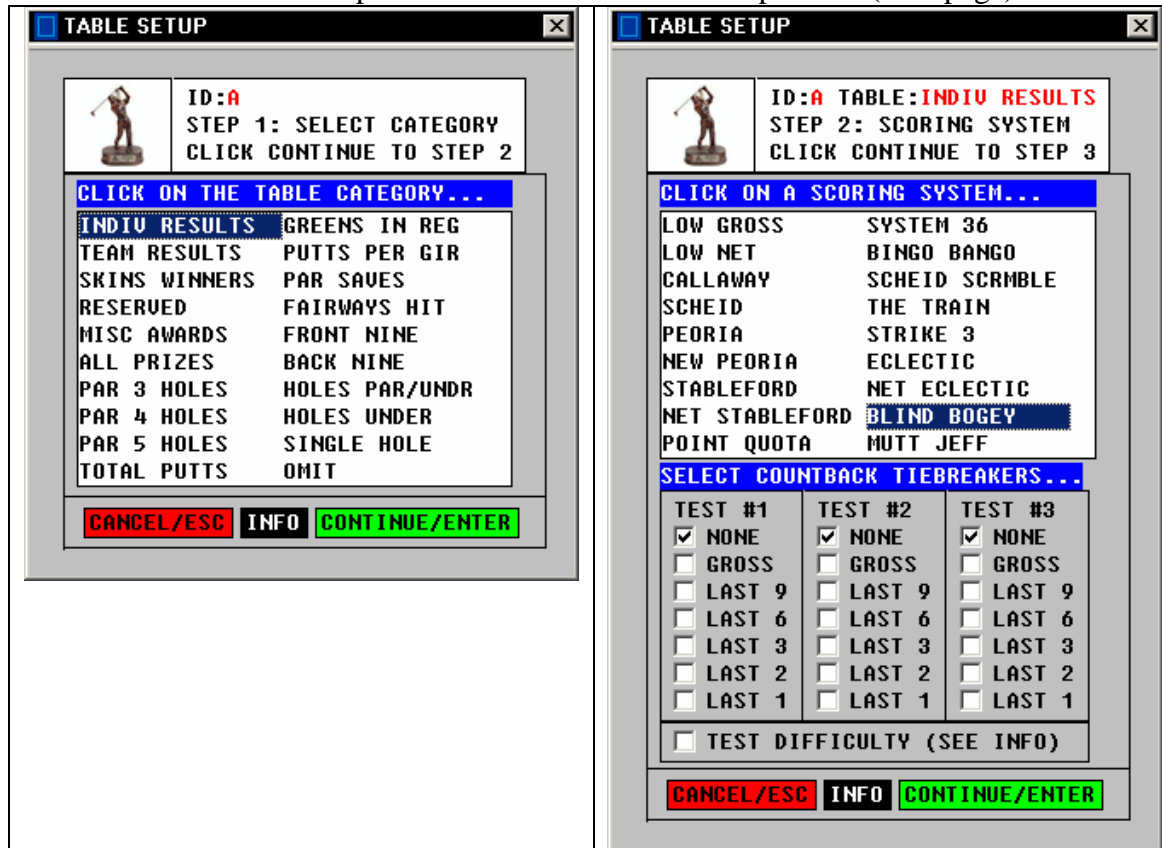 TABLE SETUP
ID:A
STEP 1: SELECT CATEGORY
CLICK CONTINUE TO STEP 2
CLICK ON THE TABLE CATEGORY...
INDIV RESULTS GREENS IN REG
TEAM RESULTS PUTTS PER GIR
SKINS WINNERS PAR SAVES
RESERVED FAIRWAYS HIT
MISC AWARDS FRONT NINE
ALL PRIZES BACK NINE
PAR 3 HOLES HOLES PAR/UNDR
PAR 4 HOLES HOLES UNDER
PAR 5 HOLES SINGLE HOLE
TOTAL PUTTS OMIT
CANCEL/ESC INFO CONTINUE/ENTER
TABLE SETUP
ID:A TABLE:INDIV RESULTS
STEP 2: SCORING SYSTEM
CLICK CONTINUE TO STEP 3
CLICK ON A SCORING SYSTEM...
LOW GROSS SYSTEM 36
LOW NET BINGO BANGO
CALLAWAY SCHEID SCRMBLE
SCHEID THE TRAIN
PEORIA STRIKE 3
NEW PEORIA ECLECTIC
STABLEFORD NET ECLECTIC
NET STABLEFORD BLIND BOGEY
POINT QUOTA MUTT JEFF
SELECT COUNTBACK TIEBREAKERS...
TEST #1 TEST #2 TEST #3
NONE NONE NONE
GROSS GROSS GROSS
LAST 9 LAST 9 LAST 9
LAST 6 LAST 6 LAST 6
LAST 3 LAST 3 LAST 3
LAST 2 LAST 2 LAST 2
LAST 1 LAST 1 LAST 1
TEST DIFFICULTY (SEE INFO)
CANCEL/ESC INFO CONTINUE/ENTER